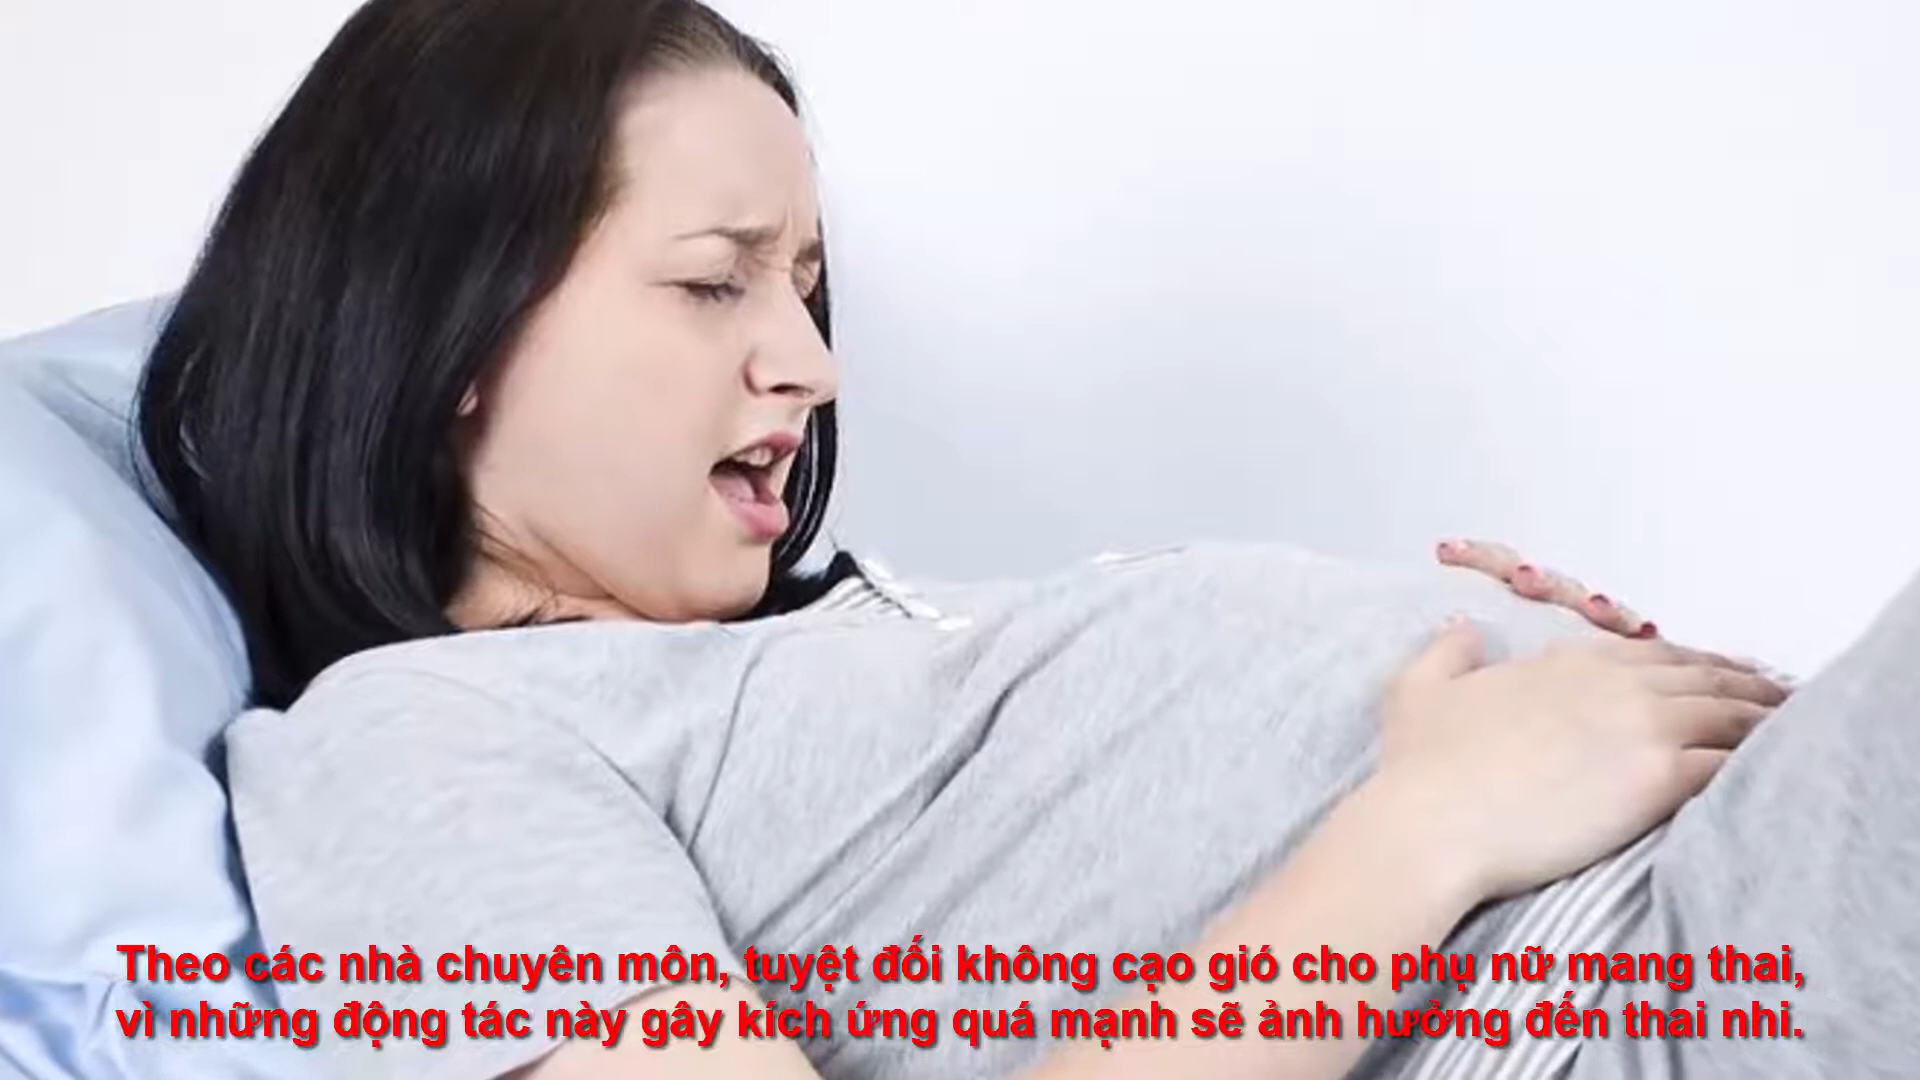 Theo các nhà chuyên môn, tuyệt đối không cạo gió cho phụ nữ mang thai,
vì những động tác này gây kích ứng quá mạnh sẽ ảnh hưởng đến thai nhi.